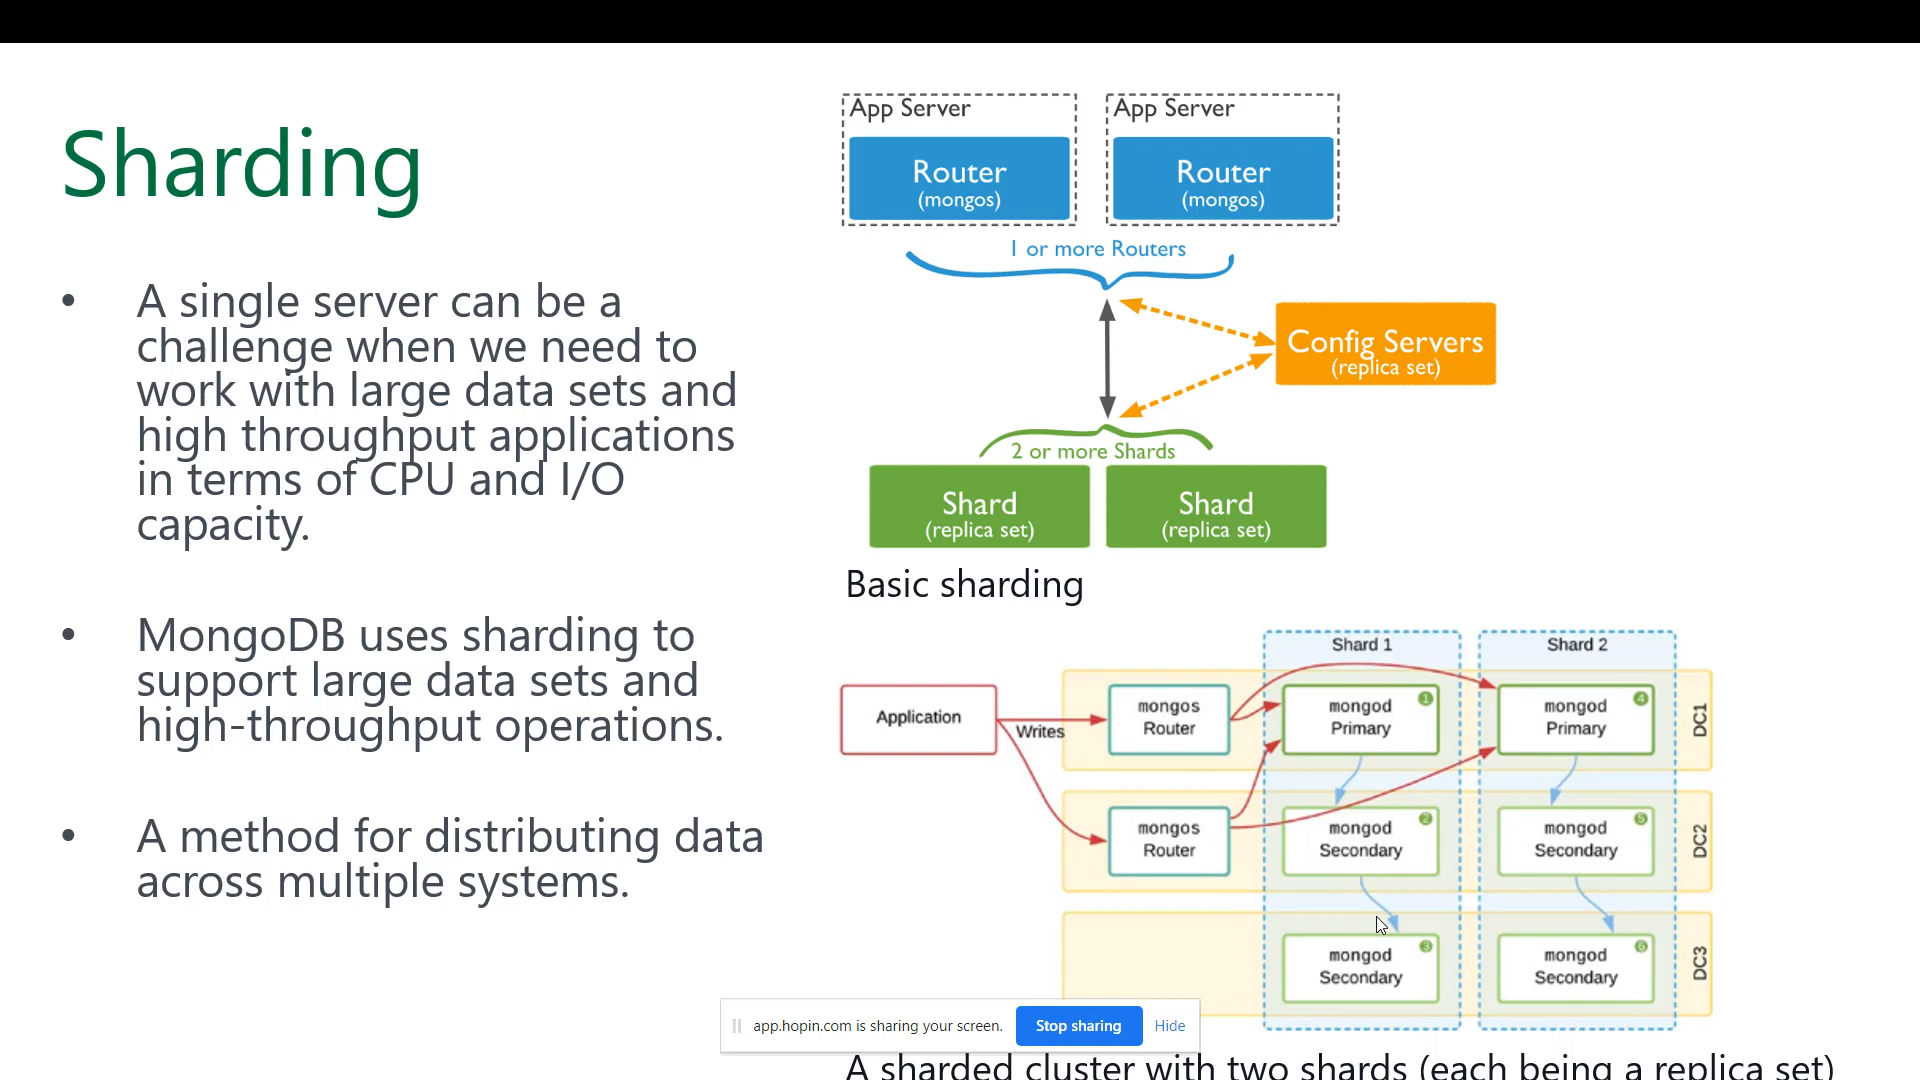 Sharding
• A single server can be a
challenge when we need to
work with large data sets and
high throughput applications
in terms of CPU and I/O
capacity.
• MongoDB uses sharding to
support large data sets and
high-throughput operations.
• A method for distributing data
across multiple systems.
App Server
Router
(mongos)
App Server
Router
(mongos)
1 or more Routers
Config Servers
(replica set)
2 or more Shards
Shard
(replica set)
Shard
(replica set)
Basic sharding
Shard 1
Shard 2
Application
Writes
mongos
Router
mongod
Primary
1
mongod
Primary
4
DC1
mongos
Router
mongod
Secondary
2
mongod
Secondary
5
DC2
mongod
Secondary
3
mongod
Secondary
6
DC3
app.hopin.com is sharing your screen.
Stop sharing
Hide
A sharded cluster with two shards (each being a replica set)